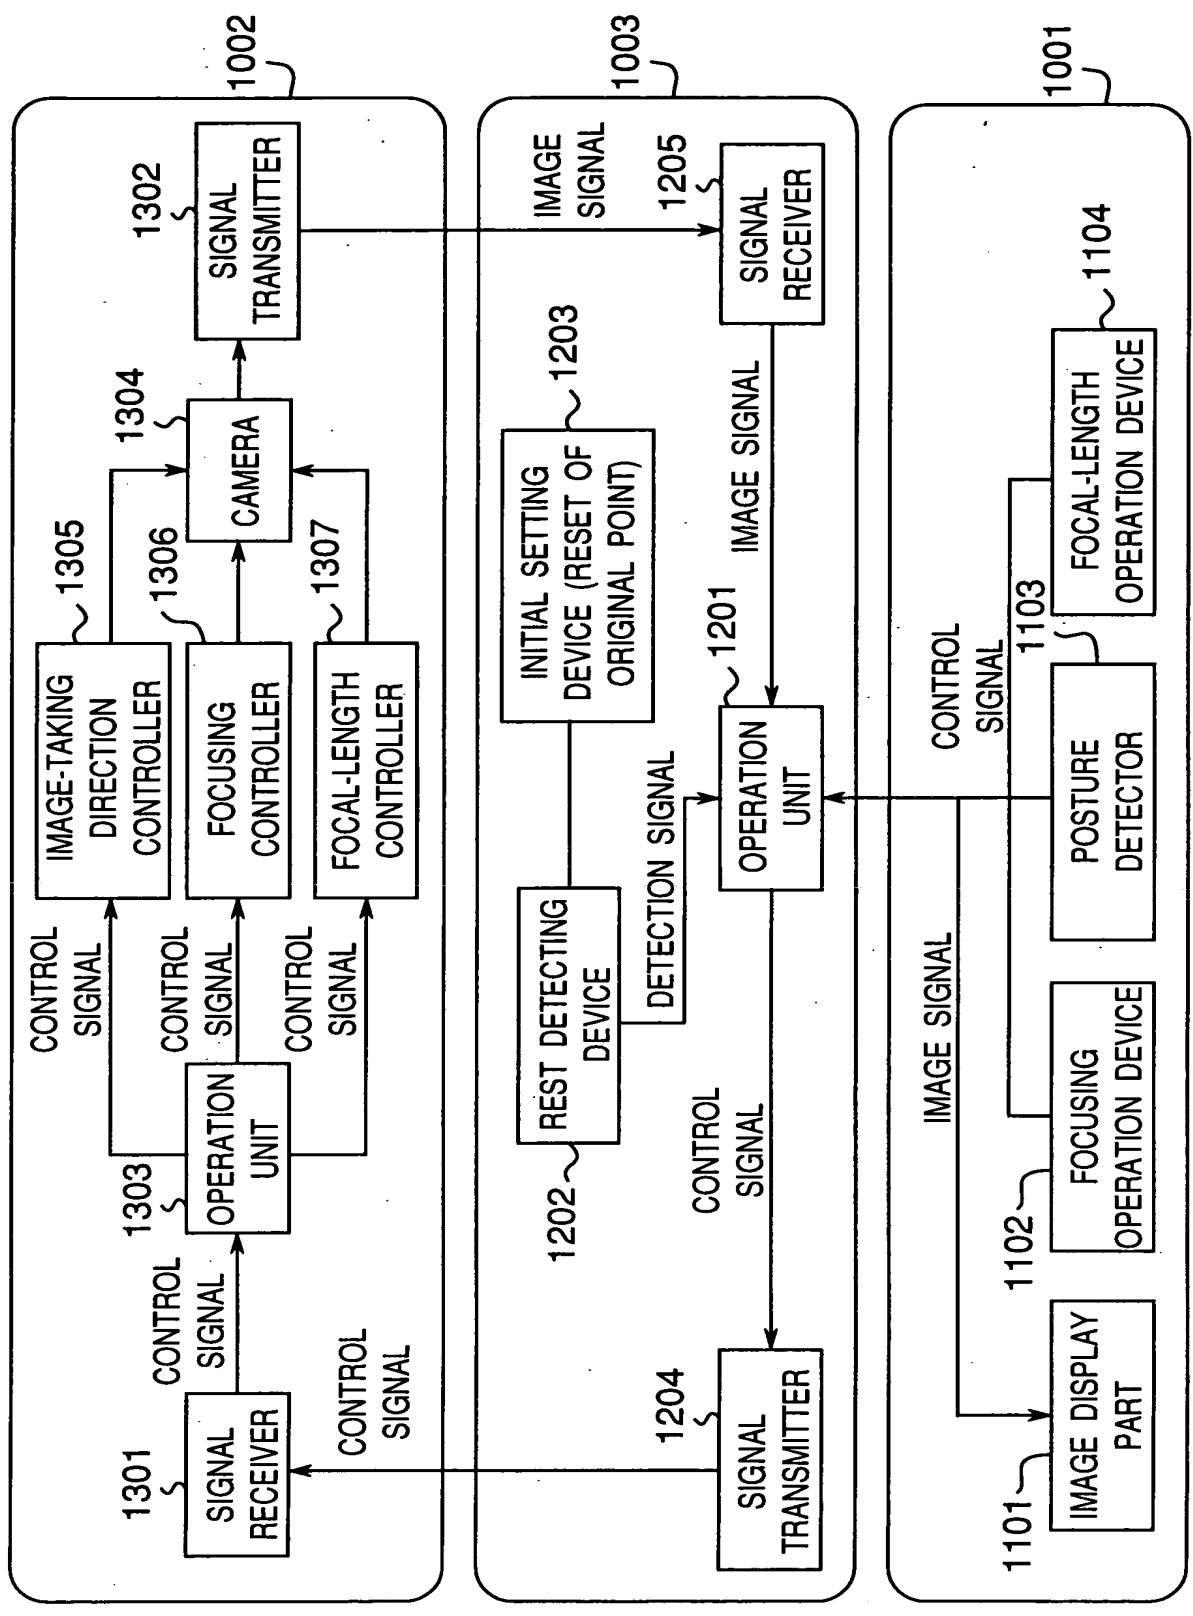 1002
1301
SIGNAL
RECEIVER
CONTROL
SIGNAL
1303
OPERATION
UNIT
CONTROL
SIGNAL
CONTROL
SIGNAL
CONTROL
SIGNAL
IMAGE-TAKING
DIRECTION
CONTROLLER
1305
FOCUSING
CONTROLLER
1306
FOCAL-LENGTH
CONTROLLER
1307
1304
CAMERA
1302
SIGNAL
TRANSMITTER
CONTROL
SIGNAL
IMAGE
SIGNAL
1003
1202
REST DETECTING
DEVICE
1203
INITIAL SETTING
DEVICE (RESET OF
ORIGINAL POINT)
DETECTION SIGNAL
1204
SIGNAL
TRANSMITTER
CONTROL
SIGNAL
1201
OPERATION
UNIT
IMAGE SIGNAL
1205
SIGNAL
RECEIVER
1001
IMAGE SIGNAL
CONTROL
SIGNAL
1101
IMAGE DISPLAY
PART
1102
FOCUSING
OPERATION DEVICE
1103
POSTURE
DETECTOR
1104
FOCAL-LENGTH
OPERATION DEVICE